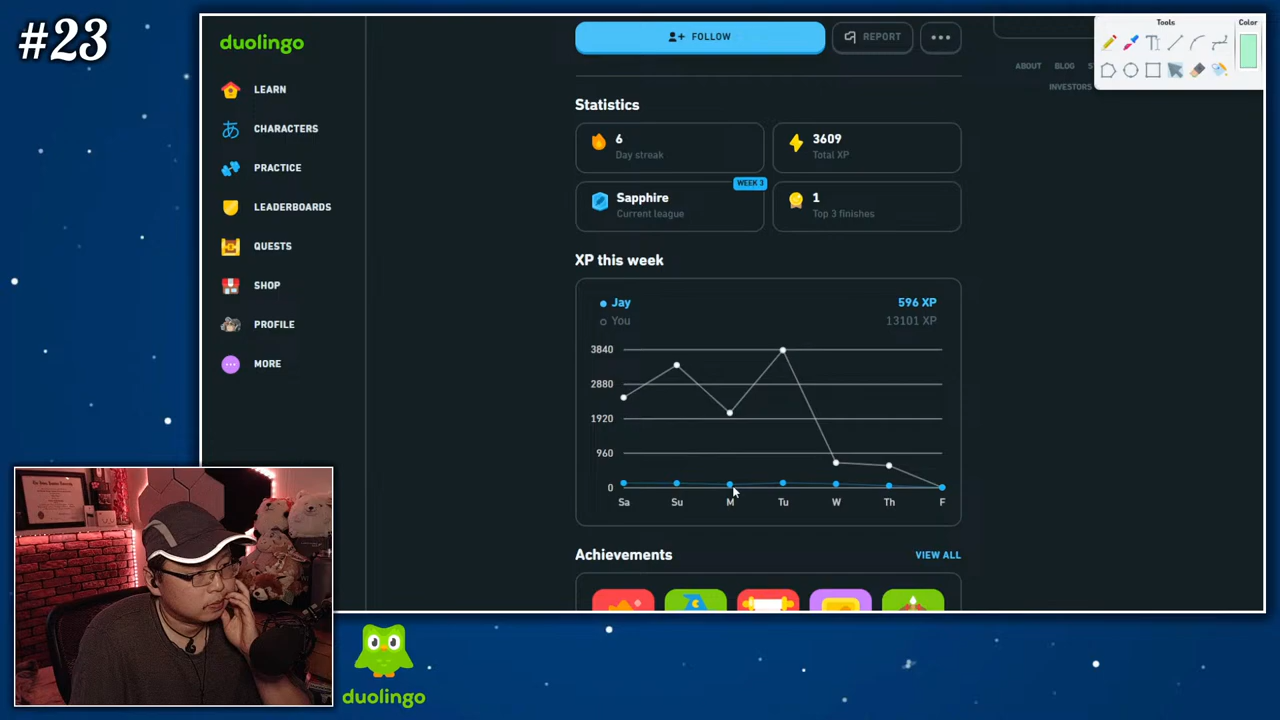 #23
duolingo
LEARN
CHARACTERS
PRACTICE
LEADERBOARDS
QUESTS
SHOP
PROFILE
MORE
あ
FOLLOW
REPORT
Tools
Color
ABOUT
BLOG
INVESTORS
Statistics
6
Day streak
3609
Total XP
WEEK 3
Sapphire
Current league
1
Top 3 finishes
XP this week
Jay
596 XP
You
13101 XP
3840
2880
1920
960
0
Sa Su M Tu W Th F
Achievements
VIEW ALL
duolingo